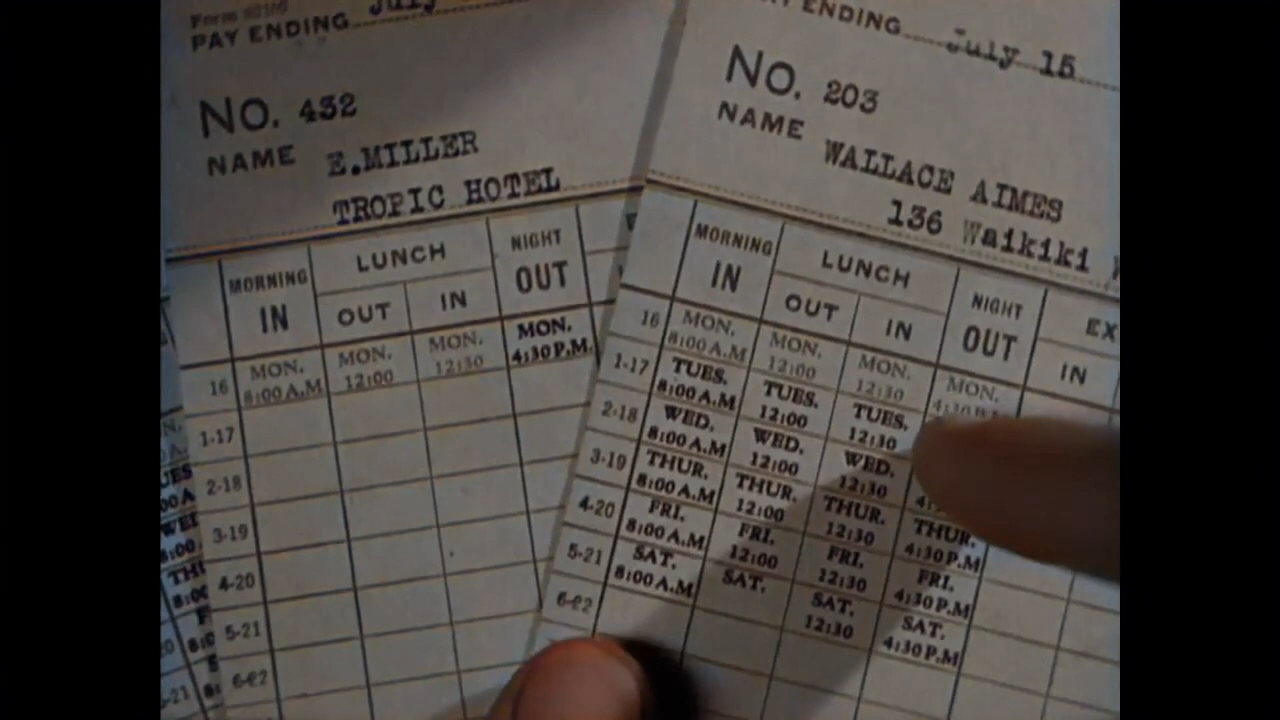 PAY ENDING July
NO. 432
NAME E.MILLER
TROPIC HOTEL
MORNING IN
LUNCH
OUT IN
NIGHT OUT
16 MON. 8:00 A.M MON. 12:00 MON. 12:30 MON. 4:30 P.M.
1-17
2-18
3-19
4-20
5-21
6-22
PAY ENDING July 15
NO. 203
NAME WALLACE AIMES
136 Waikiki
MORNING IN
LUNCH
OUT IN
NIGHT OUT
EX
IN
16 MON. 8:00 A.M MON. 12:00 MON. 12:30 MON. 4:30 P.M
1-17 TUES. 8:00 A.M TUES. 12:00 TUES. 12:30
2-18 WED. 8:00 A.M WED. 12:00 WED. 12:30
3-19 THUR. 8:00 A.M THUR. 12:00 THUR. 12:30 THUR. 4:30 P.M
4-20 FRI. 8:00 A.M FRI. 12:00 FRI. 12:30 FRI. 4:30 P.M
5-21 SAT. 8:00 A.M SAT. SAT. 12:30 SAT. 4:30 P.M
6-22